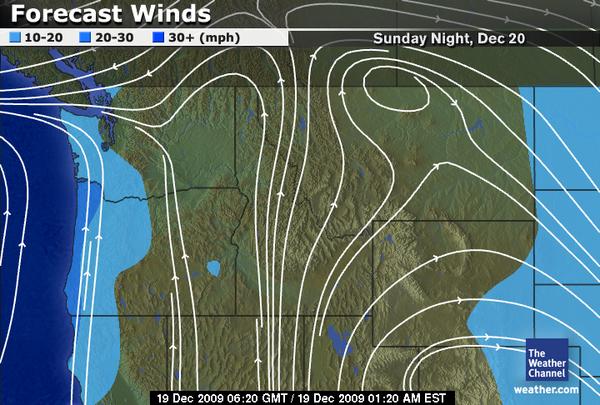 Forecast Winds
10-20 20-30 30+ (mph)
Sunday Night, Dec 20
The
Weather
Channel
weather.com
19 Dec 2009 06:20 GMT / 19 Dec 2009 01:20 AM EST